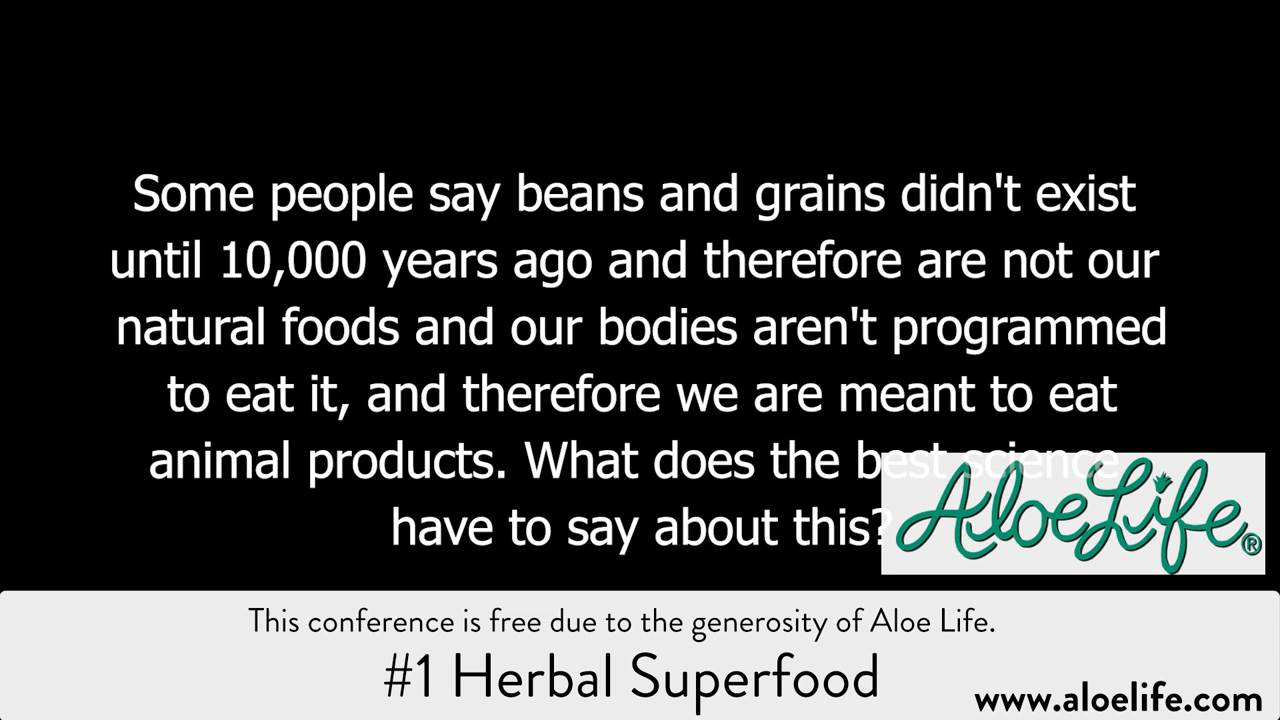 Some people say beans and grains didn't exist
until 10,000 years ago and therefore are not our
natural foods and our bodies aren't programmed
to eat it, and therefore we are meant to eat
animal products. What does the best science
have to say about this?
AloeLife®
This conference is free due to the generosity of Aloe Life.
#1 Herbal Superfood
www.aloelife.com